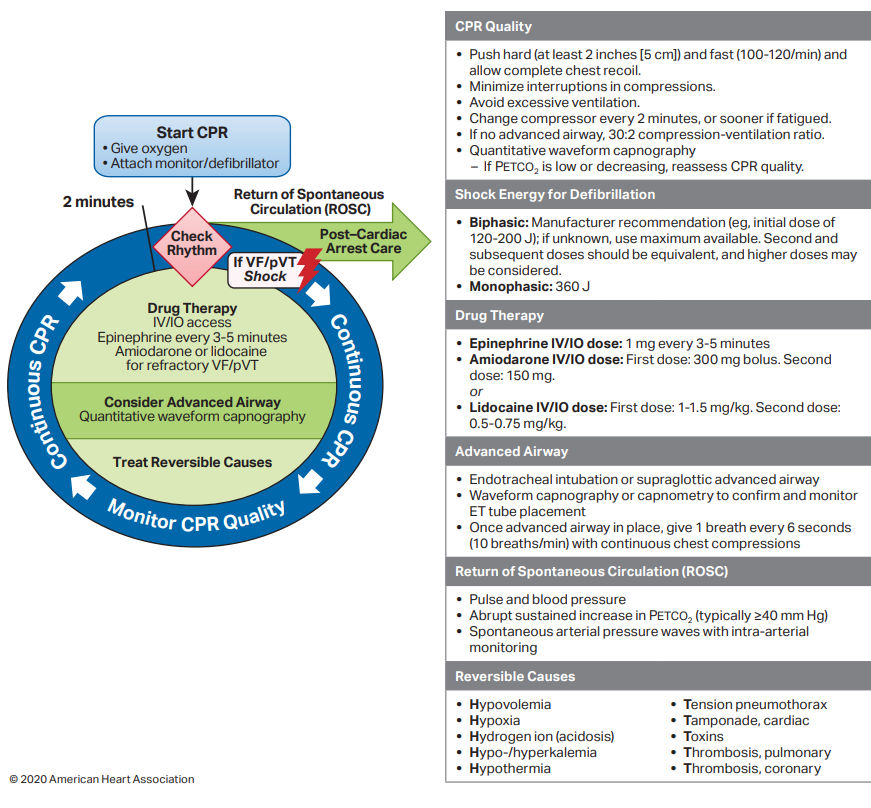 Start CPR
• Give oxygen
• Attach monitor/defibrillator
2 minutes
Return of Spontaneous
Circulation (ROSC)
Check
Rhythm
Post–Cardiac
Arrest Care
If VF/pVT
Shock
Drug Therapy
IV/IO access
Epinephrine every 3-5 minutes
Amiodarone or lidocaine
for refractory VF/pVT
Consider Advanced Airway
Quantitative waveform capnography
Treat Reversible Causes
Continuous CPR
Continuous CPR
Monitor CPR Quality
© 2020 American Heart Association
CPR Quality
• Push hard (at least 2 inches [5 cm]) and fast (100-120/min) and
allow complete chest recoil.
• Minimize interruptions in compressions.
• Avoid excessive ventilation.
• Change compressor every 2 minutes, or sooner if fatigued.
• If no advanced airway, 30:2 compression-ventilation ratio.
• Quantitative waveform capnography
– If PETCO₂ is low or decreasing, reassess CPR quality.
Shock Energy for Defibrillation
• Biphasic: Manufacturer recommendation (eg, initial dose of
120-200 J); if unknown, use maximum available. Second and
subsequent doses should be equivalent, and higher doses may
be considered.
• Monophasic: 360 J
Drug Therapy
• Epinephrine IV/IO dose: 1 mg every 3-5 minutes
• Amiodarone IV/IO dose: First dose: 300 mg bolus. Second
dose: 150 mg.
or
• Lidocaine IV/IO dose: First dose: 1-1.5 mg/kg. Second dose:
0.5-0.75 mg/kg.
Advanced Airway
• Endotracheal intubation or supraglottic advanced airway
• Waveform capnography or capnometry to confirm and monitor
ET tube placement
• Once advanced airway in place, give 1 breath every 6 seconds
(10 breaths/min) with continuous chest compressions
Return of Spontaneous Circulation (ROSC)
• Pulse and blood pressure
• Abrupt sustained increase in PETCO₂ (typically ≥40 mm Hg)
• Spontaneous arterial pressure waves with intra-arterial
monitoring
Reversible Causes
• Hypovolemia
• Hypoxia
• Hydrogen ion (acidosis)
• Hypo-/hyperkalemia
• Hypothermia
• Tension pneumothorax
• Tamponade, cardiac
• Toxins
• Thrombosis, pulmonary
• Thrombosis, coronary